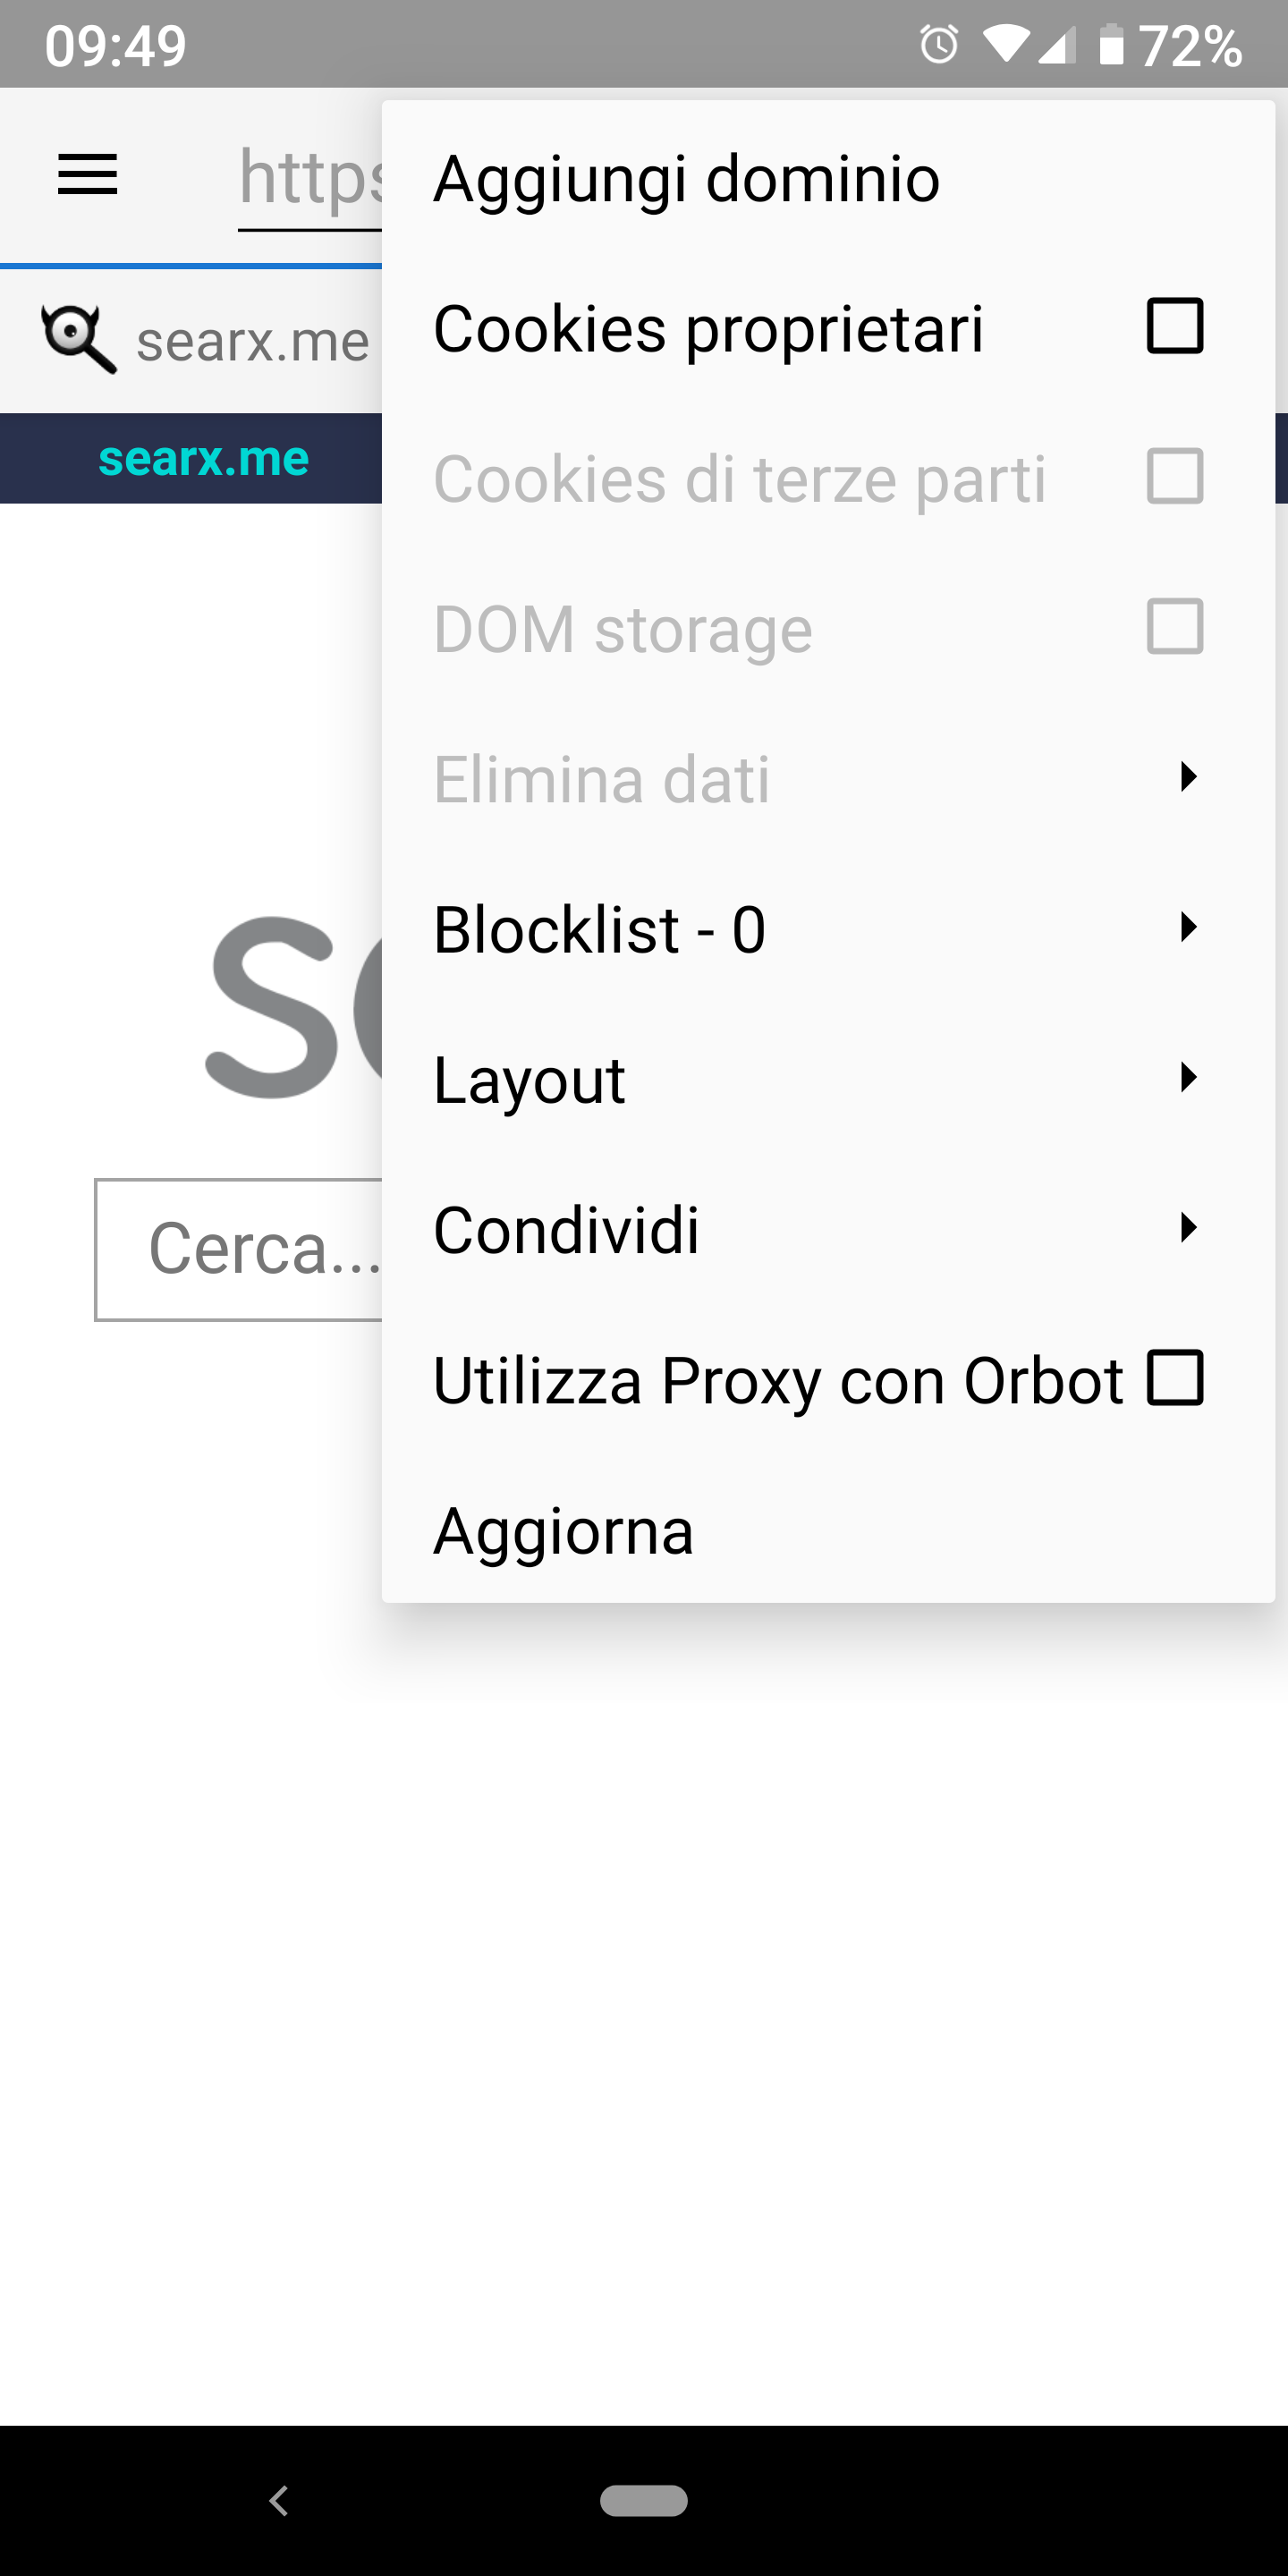 09:49
72%
https
Aggiungi dominio
Cookies proprietari
searx.me
searx.me
Cookies di terze parti
DOM storage
Elimina dati
Blocklist - 0
Layout
Condividi
Cerca...
Utilizza Proxy con Orbot
Aggiorna